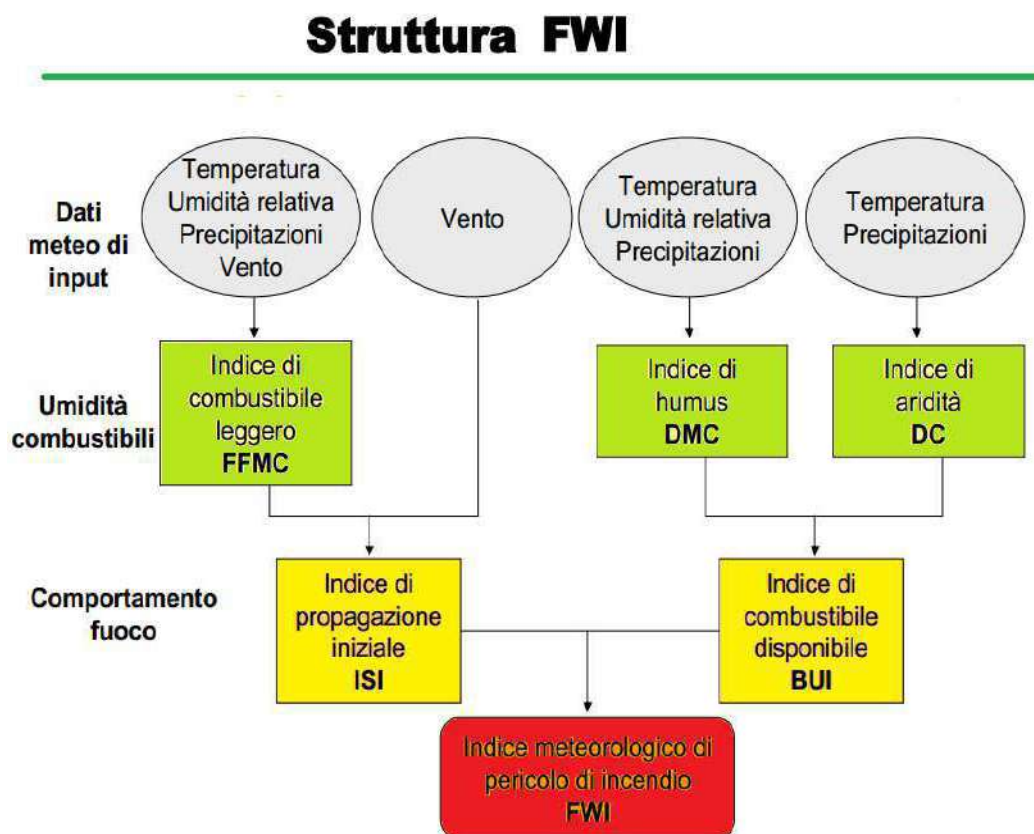 Struttura FWI
Dati
meteo di
input
Temperatura
Umidità relativa
Precipitazioni
Vento
Vento
Temperatura
Umidità relativa
Precipitazioni
Temperatura
Precipitazioni
Umidità
combustibili
Indice di
combustibile
leggero
FFMC
Indice di
humus
DMC
Indice di
aridità
DC
Comportamento
fuoco
Indice di
propagazione
iniziale
ISI
Indice di
combustibile
disponibile
BUI
Indice meteorologico di
pericolo di incendio
FWI